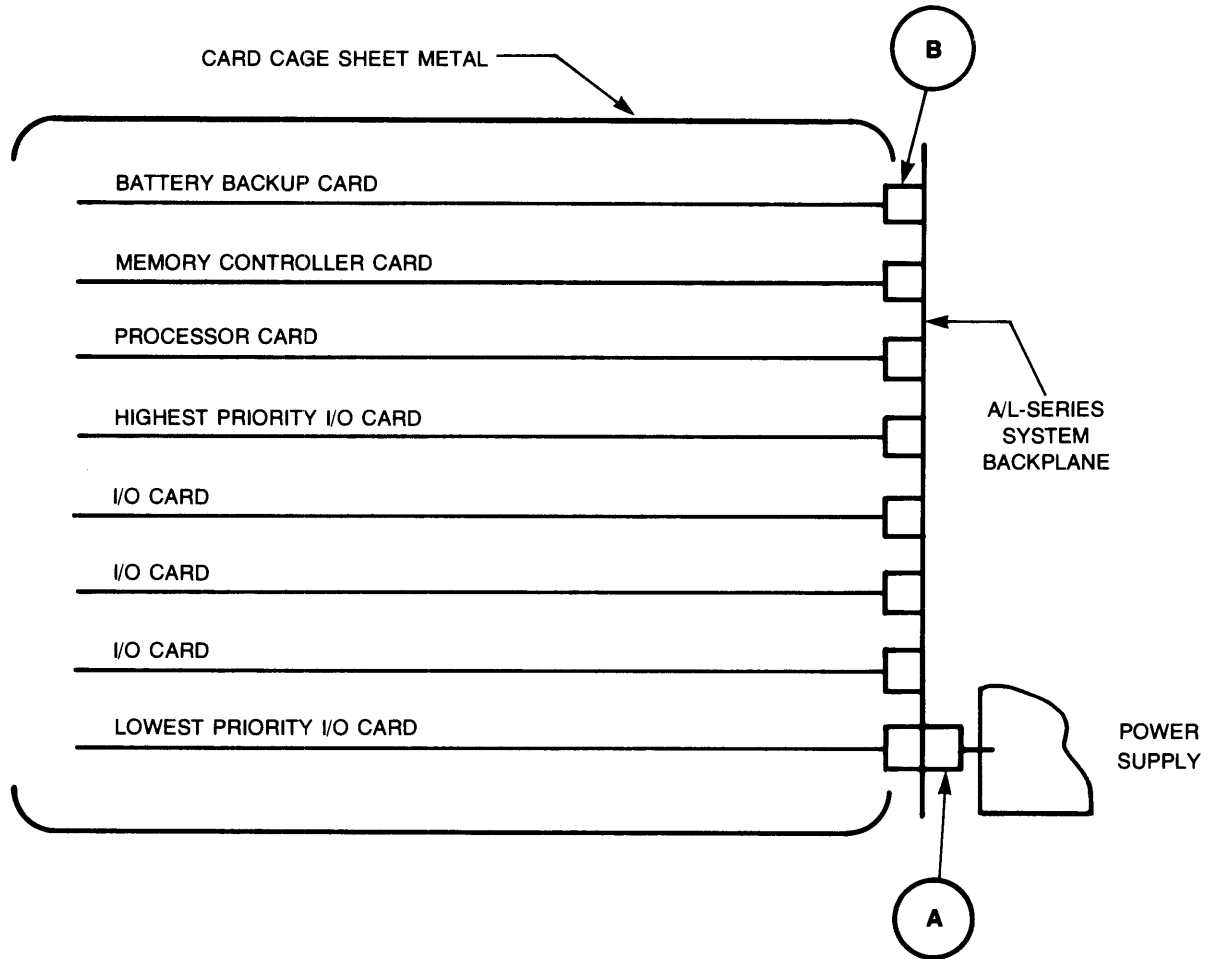 CARD CAGE SHEET METAL
B
BATTERY BACKUP CARD
MEMORY CONTROLLER CARD
PROCESSOR CARD
HIGHEST PRIORITY I/O CARD
A/L-SERIES
SYSTEM
BACKPLANE
I/O CARD
I/O CARD
I/O CARD
LOWEST PRIORITY I/O CARD
POWER
SUPPLY
A